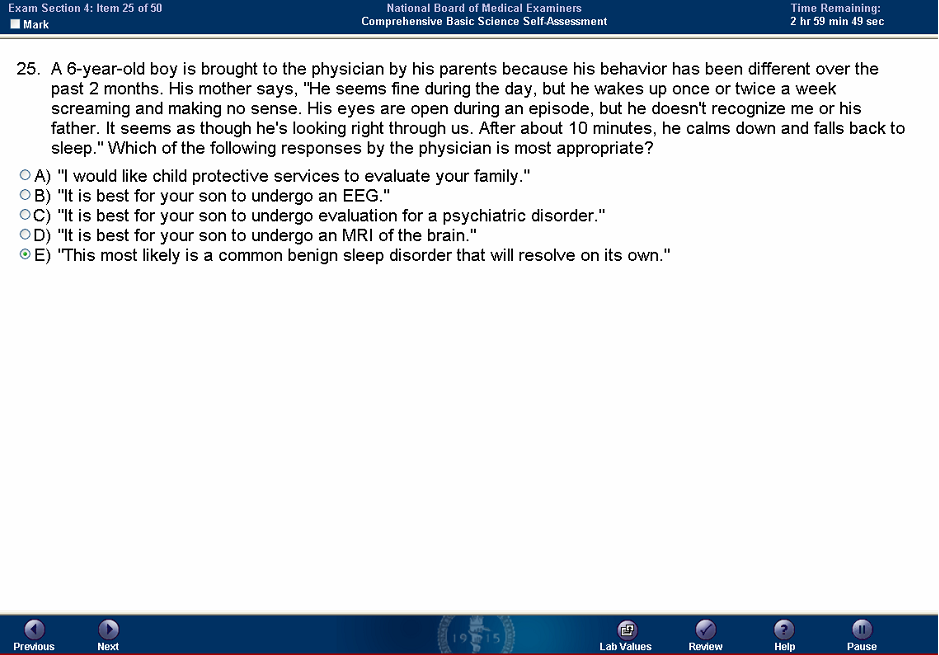 Exam Section 4: Item 25 of 50
National Board of Medical Examiners
Time Remaining:
Mark
Comprehensive Basic Science Self-Assessment
2 hr 59 min 49 sec
25. A 6-year-old boy is brought to the physician by his parents because his behavior has been different over the
past 2 months. His mother says, "He seems fine during the day, but he wakes up once or twice a week
screaming and making no sense. His eyes are open during an episode, but he doesn't recognize me or his
father. It seems as though he's looking right through us. After about 10 minutes, he calms down and falls back to
sleep." Which of the following responses by the physician is most appropriate?
A) "I would like child protective services to evaluate your family."
B) "It is best for your son to undergo an EEG."
C) "It is best for your son to undergo evaluation for a psychiatric disorder."
D) "It is best for your son to undergo an MRI of the brain."
E) "This most likely is a common benign sleep disorder that will resolve on its own."
1915
Previous
Next
Lab Values
Review
Help
Pause